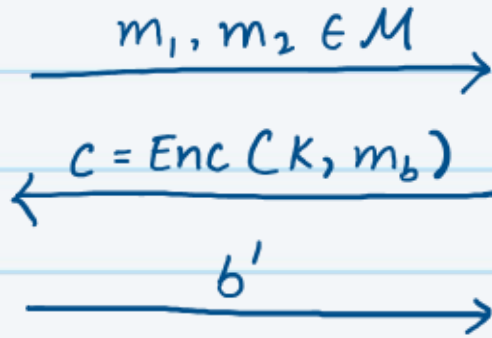 m₁, m₂ ∈ M
c = Enc (K, m_b)
b'